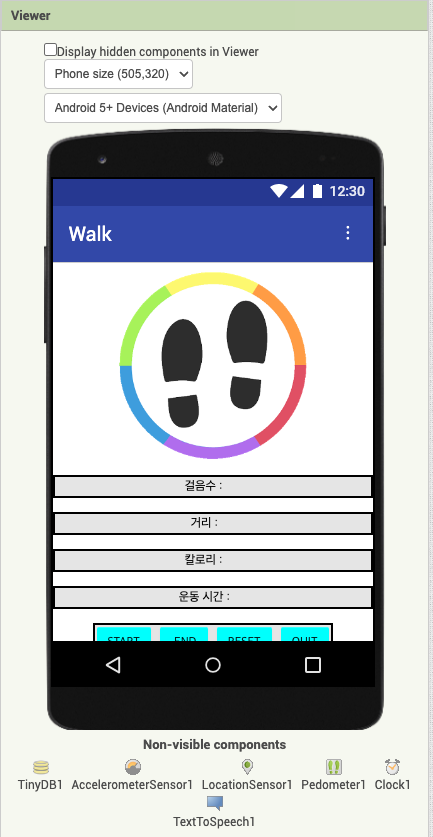 Viewer
Display hidden components in Viewer
Phone size (505,320)
Android 5+ Devices (Android Material)
12:30
Walk
걸음수 :
거리 :
칼로리 :
운동 시간 :
START END RESET QUIT
Non-visible components
TinyDB1 AccelerometerSensor1 LocationSensor1 Pedometer1 Clock1
TextToSpeech1